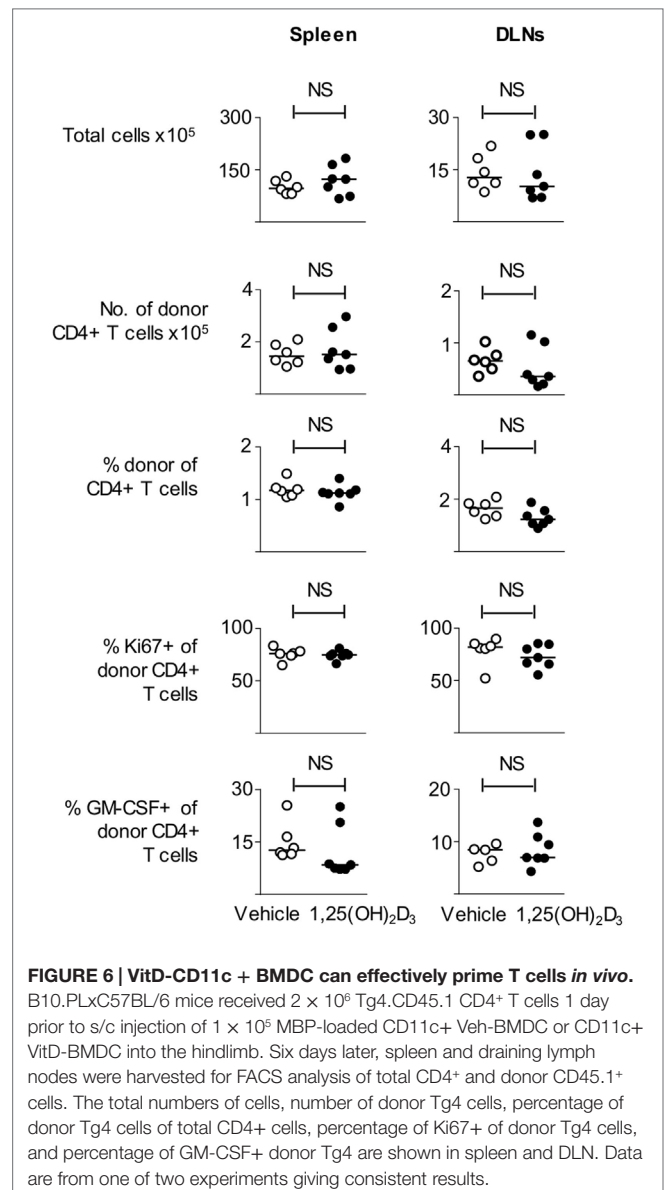 Spleen DLNs
NS NS
Total cells x10⁵
300
150
30
15
NS NS
No. of donor
CD4+ T cells x10⁵
4
2
2
1
NS NS
% donor of
CD4+ T cells
2
1
4
2
NS NS
% Ki67+ of
donor CD4+
T cells
100
50
100
50
NS NS
% GM-CSF+ of
donor CD4+
T cells
30
15
20
10
Vehicle 1,25(OH)₂D₃ Vehicle 1,25(OH)₂D₃
FIGURE 6 | VitD-CD11c + BMDC can effectively prime T cells in vivo.
B10.PLxC57BL/6 mice received 2 × 10⁶ Tg4.CD45.1 CD4⁺ T cells 1 day
prior to s/c injection of 1 × 10⁵ MBP-loaded CD11c+ Veh-BMDC or CD11c+
VitD-BMDC into the hindlimb. Six days later, spleen and draining lymph
nodes were harvested for FACS analysis of total CD4⁺ and donor CD45.1⁺
cells. The total numbers of cells, number of donor Tg4 cells, percentage of
donor Tg4 cells of total CD4+ cells, percentage of Ki67+ of donor Tg4 cells,
and percentage of GM-CSF+ donor Tg4 are shown in spleen and DLN. Data
are from one of two experiments giving consistent results.